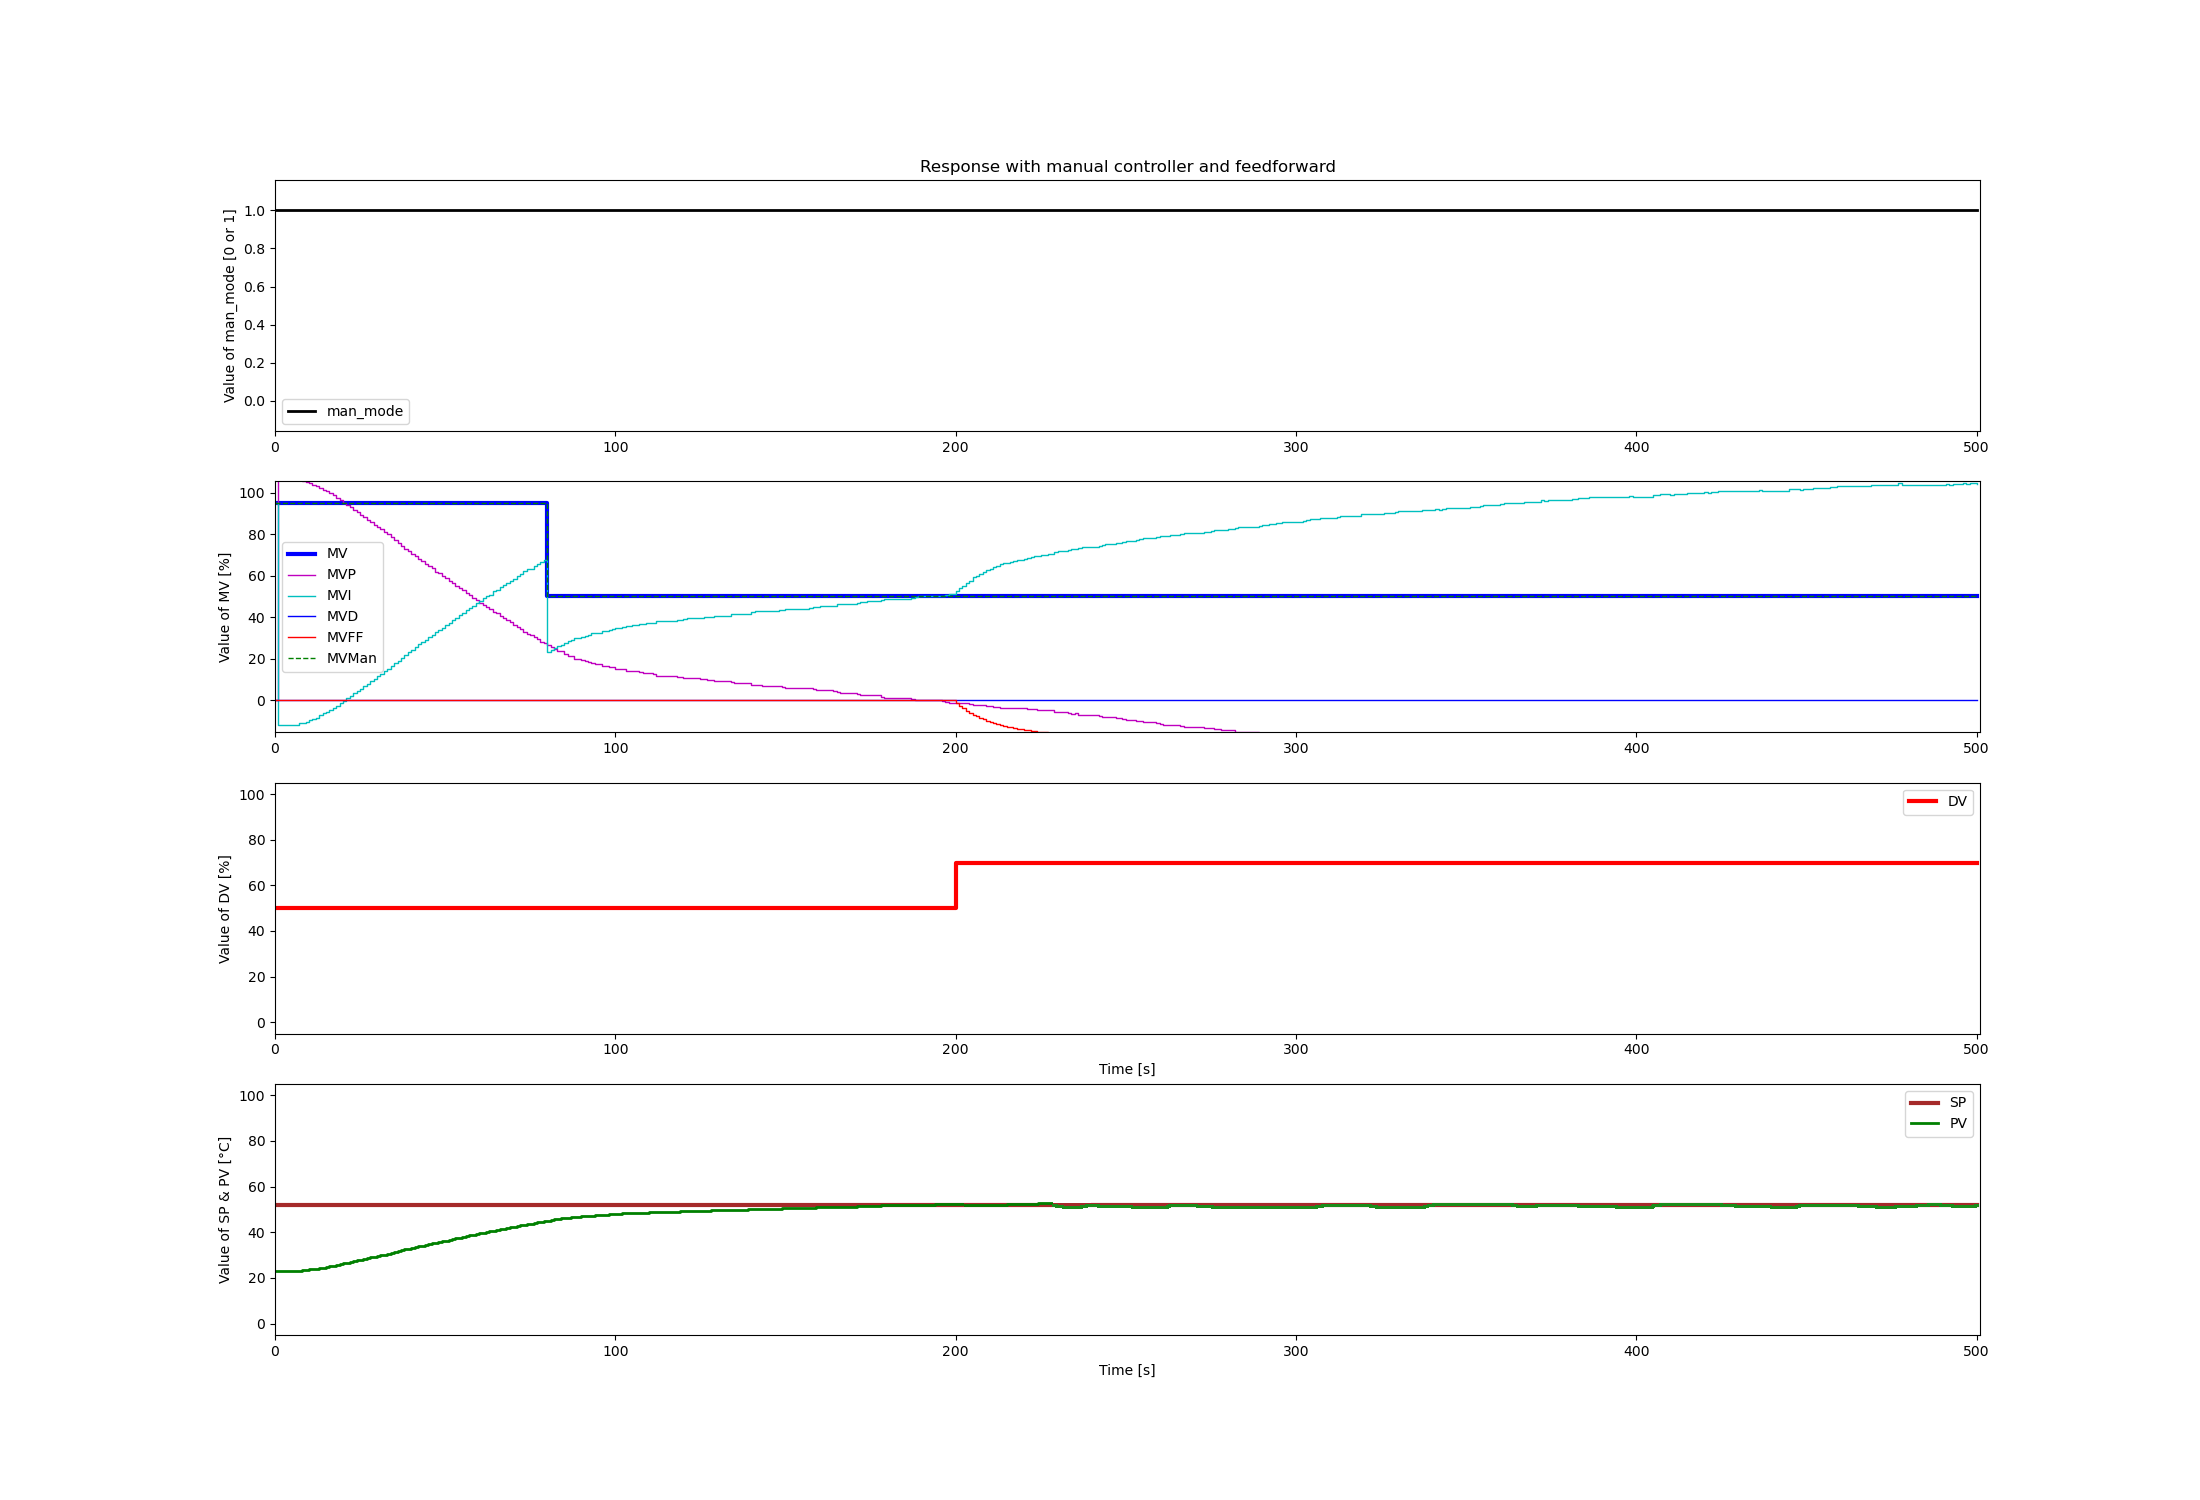 Response with manual controller and feedforward
Value of man_mode [0 or 1]
1.0
0.8
0.6
0.4
0.2
0.0
man_mode
0 100 200 300 400 500
Value of MV [%]
100
80
60
40
20
0
MV
MVP
MVI
MVD
MVFF
MVMan
0 100 200 300 400 500
Value of DV [%]
100
80
60
40
20
0
DV
0 100 200 300 400 500
Time [s]
Value of SP & PV [°C]
100
80
60
40
20
0
SP
PV
0 100 200 300 400 500
Time [s]